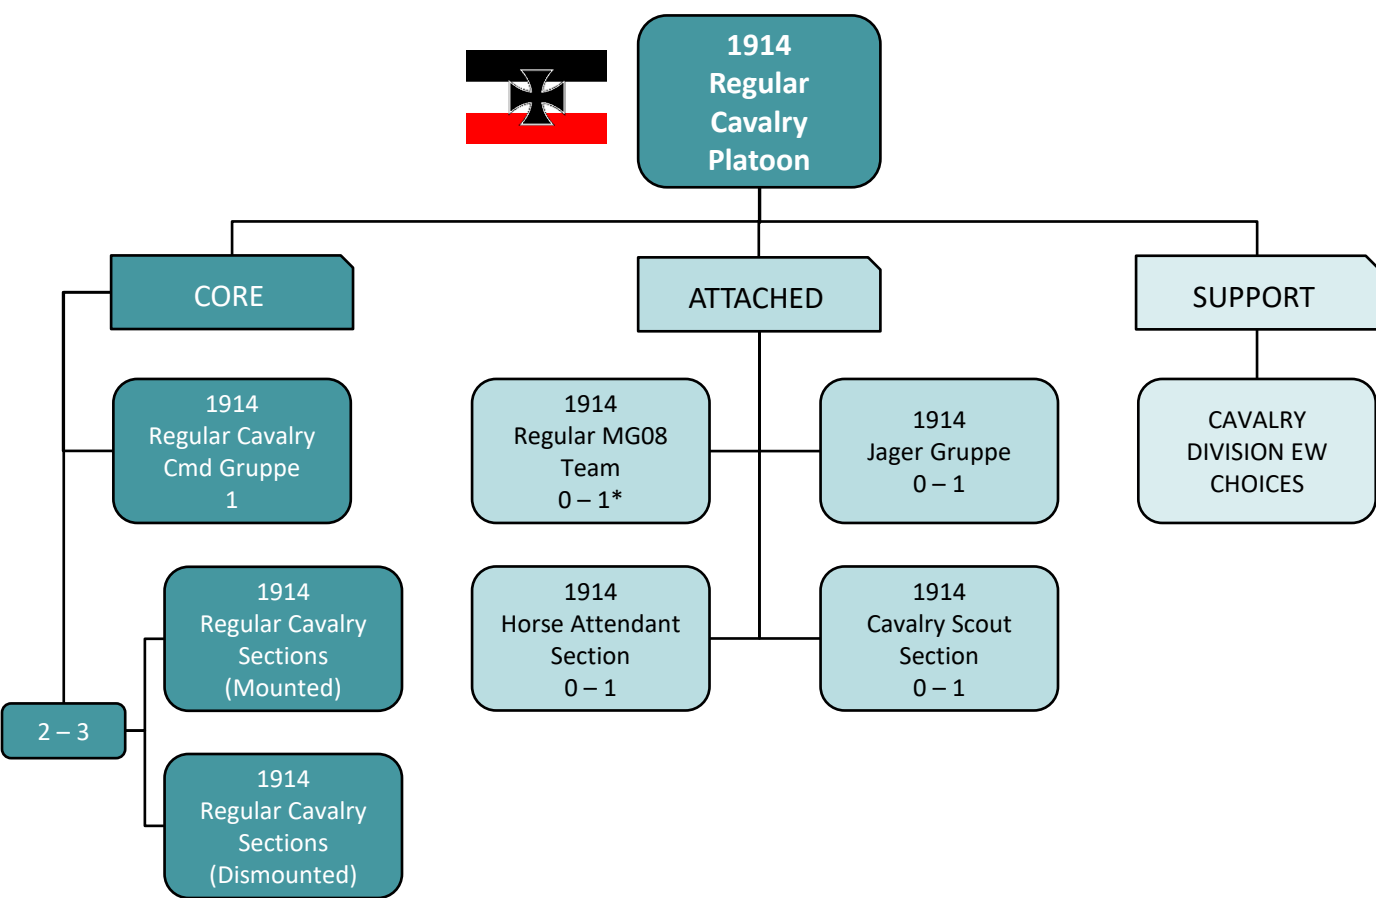 1914
Regular
Cavalry
Platoon
CORE
ATTACHED
SUPPORT
1914
Regular Cavalry
Cmd Gruppe
1
1914
Regular MG08
Team
0 – 1*
1914
Jager Gruppe
0 – 1
CAVALRY
DIVISION EW
CHOICES
1914
Regular Cavalry
Sections
(Mounted)
1914
Horse Attendant
Section
0 – 1
1914
Cavalry Scout
Section
0 – 1
2 – 3
1914
Regular Cavalry
Sections
(Dismounted)